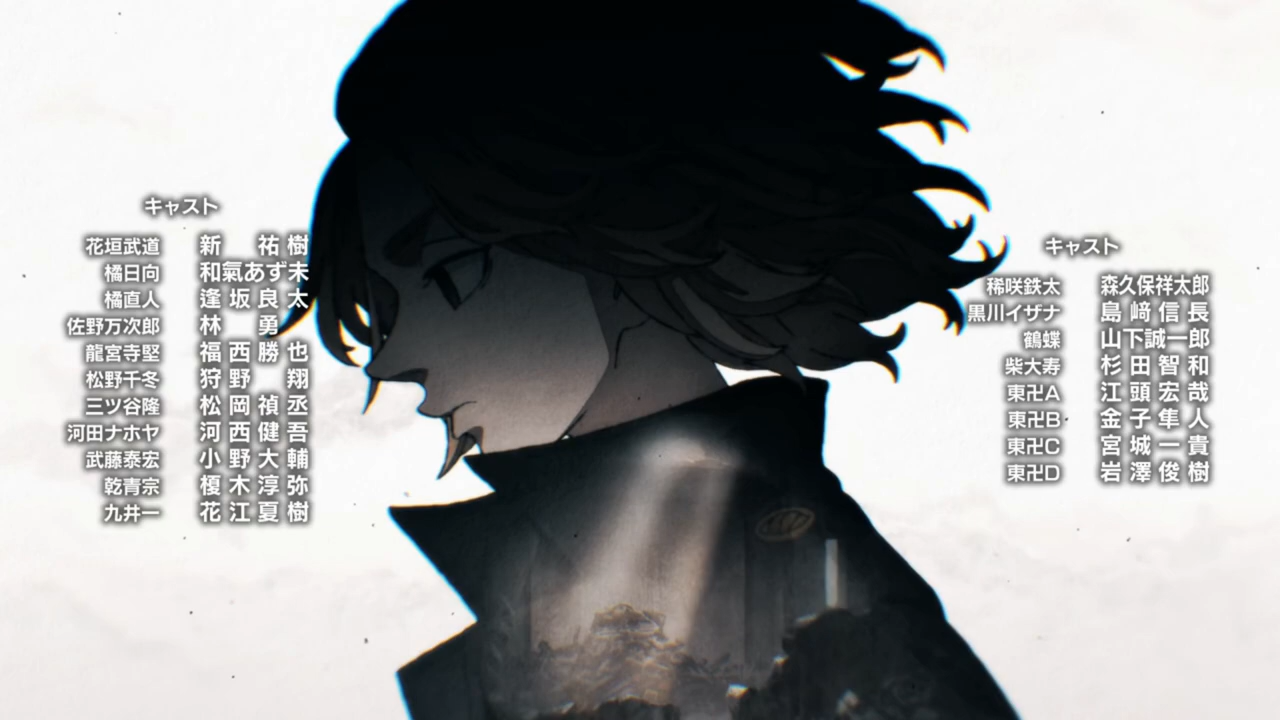 キャスト
花垣武道 新 祐樹
橘日向 和氣あず未
橘直人 逢坂良太
佐野万次郎 林 勇
龍宮寺堅 福西勝也
松野千冬 狩野 翔
三ツ谷隆 松岡禎丞
河田ナホヤ 河西健吾
武藤泰宏 小野大輔
乾青宗 榎木淳弥
九井一 花江夏樹
キャスト
稀咲鉄太 森久保祥太郎
黒川イザナ 島﨑信長
鶴蝶 山下誠一郎
柴大寿 杉田智和
東卍A 江頭宏哉
東卍B 金子隼人
東卍C 宮城一貴
東卍D 岩澤俊樹